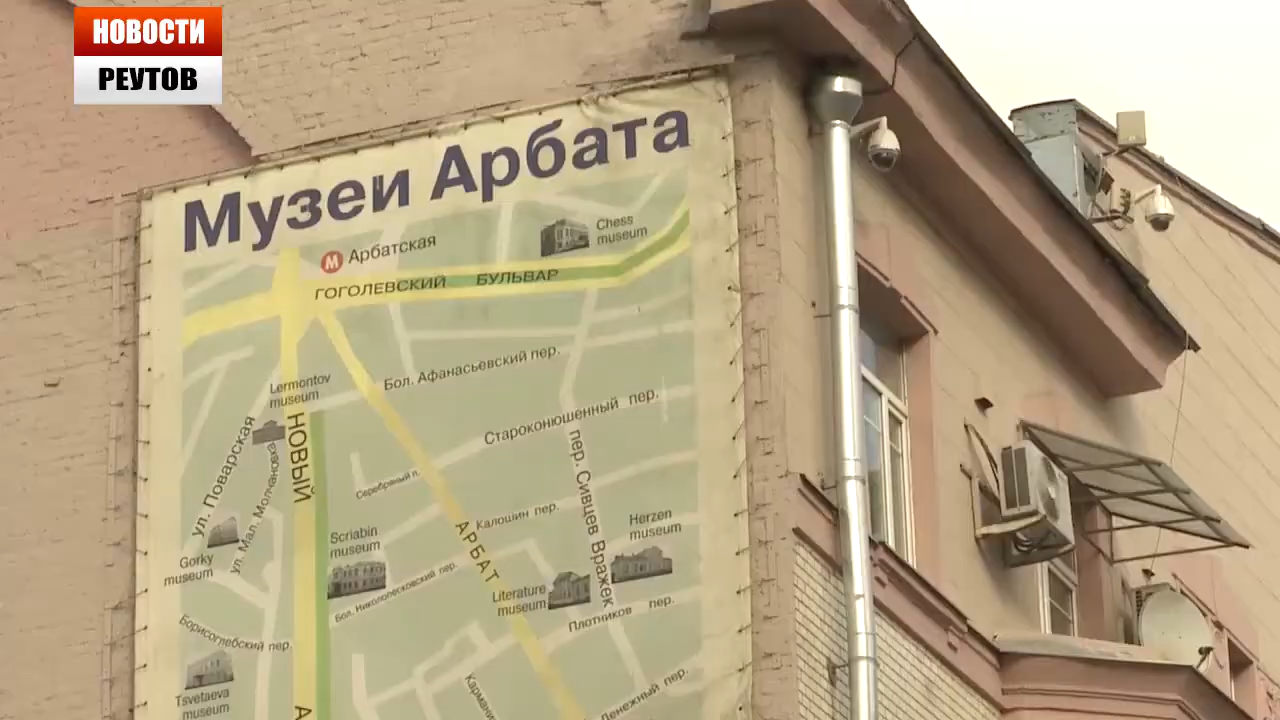 НОВОСТИ
РЕУТОВ
Музеи Арбата
Chess
museum
М Арбатская
ГОГОЛЕВСКИЙ БУЛЬВАР
Бол. Афанасьевский пер.
Lermontov
museum
Староконюшенный пер.
НОВЫЙ
ул. Поварская
ул. Мал. Молчановка
пер. Сивцев Вражек
Серебряный п.
Калошин пер.
АРБАТ
Scriabin
museum
Herzen
museum
Gorky
museum
Literature
museum
Бол. Николопесковский пер.
Плотников пер.
Борисоглебский пер.
Tsvetaeva
museum
Денежный пер.